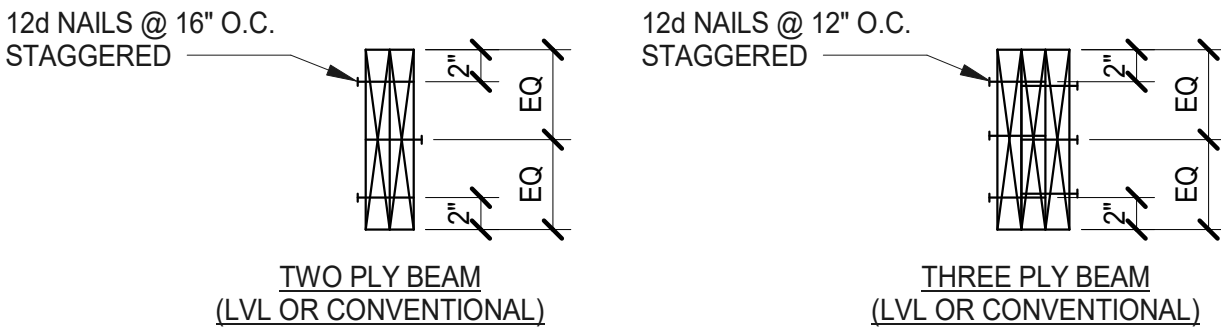 12d NAILS @ 16" O.C.
STAGGERED
2"
EQ
EQ
2"
TWO PLY BEAM
(LVL OR CONVENTIONAL)
12d NAILS @ 12" O.C.
STAGGERED
2"
EQ
EQ
2"
THREE PLY BEAM
(LVL OR CONVENTIONAL)